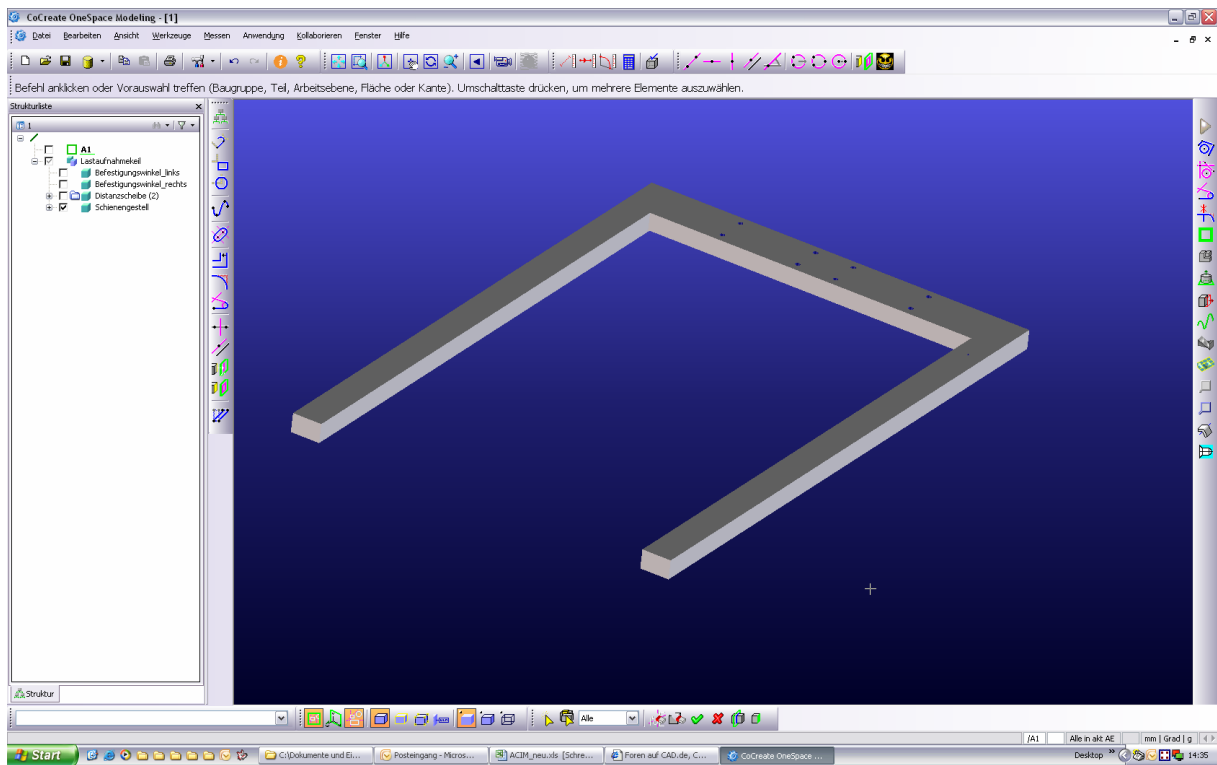 CoCreate OneSpace Modeling - [1]
Datei Bearbeiten Ansicht Werkzeuge Messen Anwendung Kollaborieren Fenster Hilfe
Befehl anklicken oder Vorauswahl treffen (Baugruppe, Teil, Arbeitsebene, Fläche oder Kante). Umschalttaste drücken, um mehrere Elemente auszuwählen.
Strukturliste
1
A1
Lastaufnahmekeil
Befestigungswinkel_links
Befestigungswinkel_rechts
Distanzscheibe (2)
Schienengestell
Struktur
Alle
/A1 Alle in akt AE mm | Grad | g
Start C:\Dokumente und Ei... Posteingang - Micros... ACIM_neu.xls [Schre... Foren auf CAD.de, C... CoCreate OneSpace ... Desktop 14:35